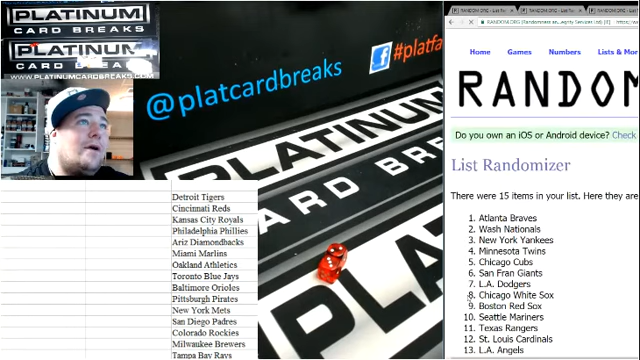 PLATINUM
CARD BREAKS
PLATINUM
CARD BREAKS
WWW.PLATINUMCARDBREAKS.COM
@platcardbreaks
#platfa
PLATINUM
CARD BRE
PLA
Detroit Tigers
Cincinnati Reds
Kansas City Royals
Philadelphia Phillies
Ariz Diamondbacks
Miami Marlins
Oakland Athletics
Toronto Blue Jays
Baltimore Orioles
Pittsburgh Pirates
New York Mets
San Diego Padres
Colorado Rockies
Milwaukee Brewers
Tampa Bay Rays
Home Games Numbers Lists & Mor
RANDOM
Do you own an iOS or Android device? Check
List Randomizer
There were 15 items in your list. Here they are
1. Atlanta Braves
2. Wash Nationals
3. New York Yankees
4. Minnesota Twins
5. Chicago Cubs
6. San Fran Giants
7. L.A. Dodgers
8. Chicago White Sox
9. Boston Red Sox
10. Seattle Mariners
11. Texas Rangers
12. St. Louis Cardinals
13. L.A. Angels